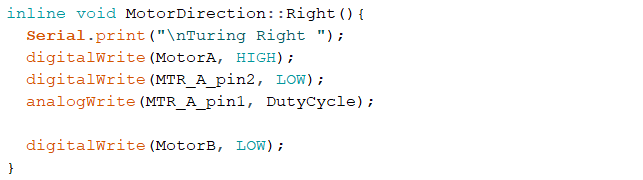 inline void MotorDirection::Right(){
Serial.print("\nTuring Right ");
digitalWrite(MotorA, HIGH);
digitalWrite(MTR_A_pin2, LOW);
analogWrite(MTR_A_pin1, DutyCycle);
digitalWrite(MotorB, LOW);
}